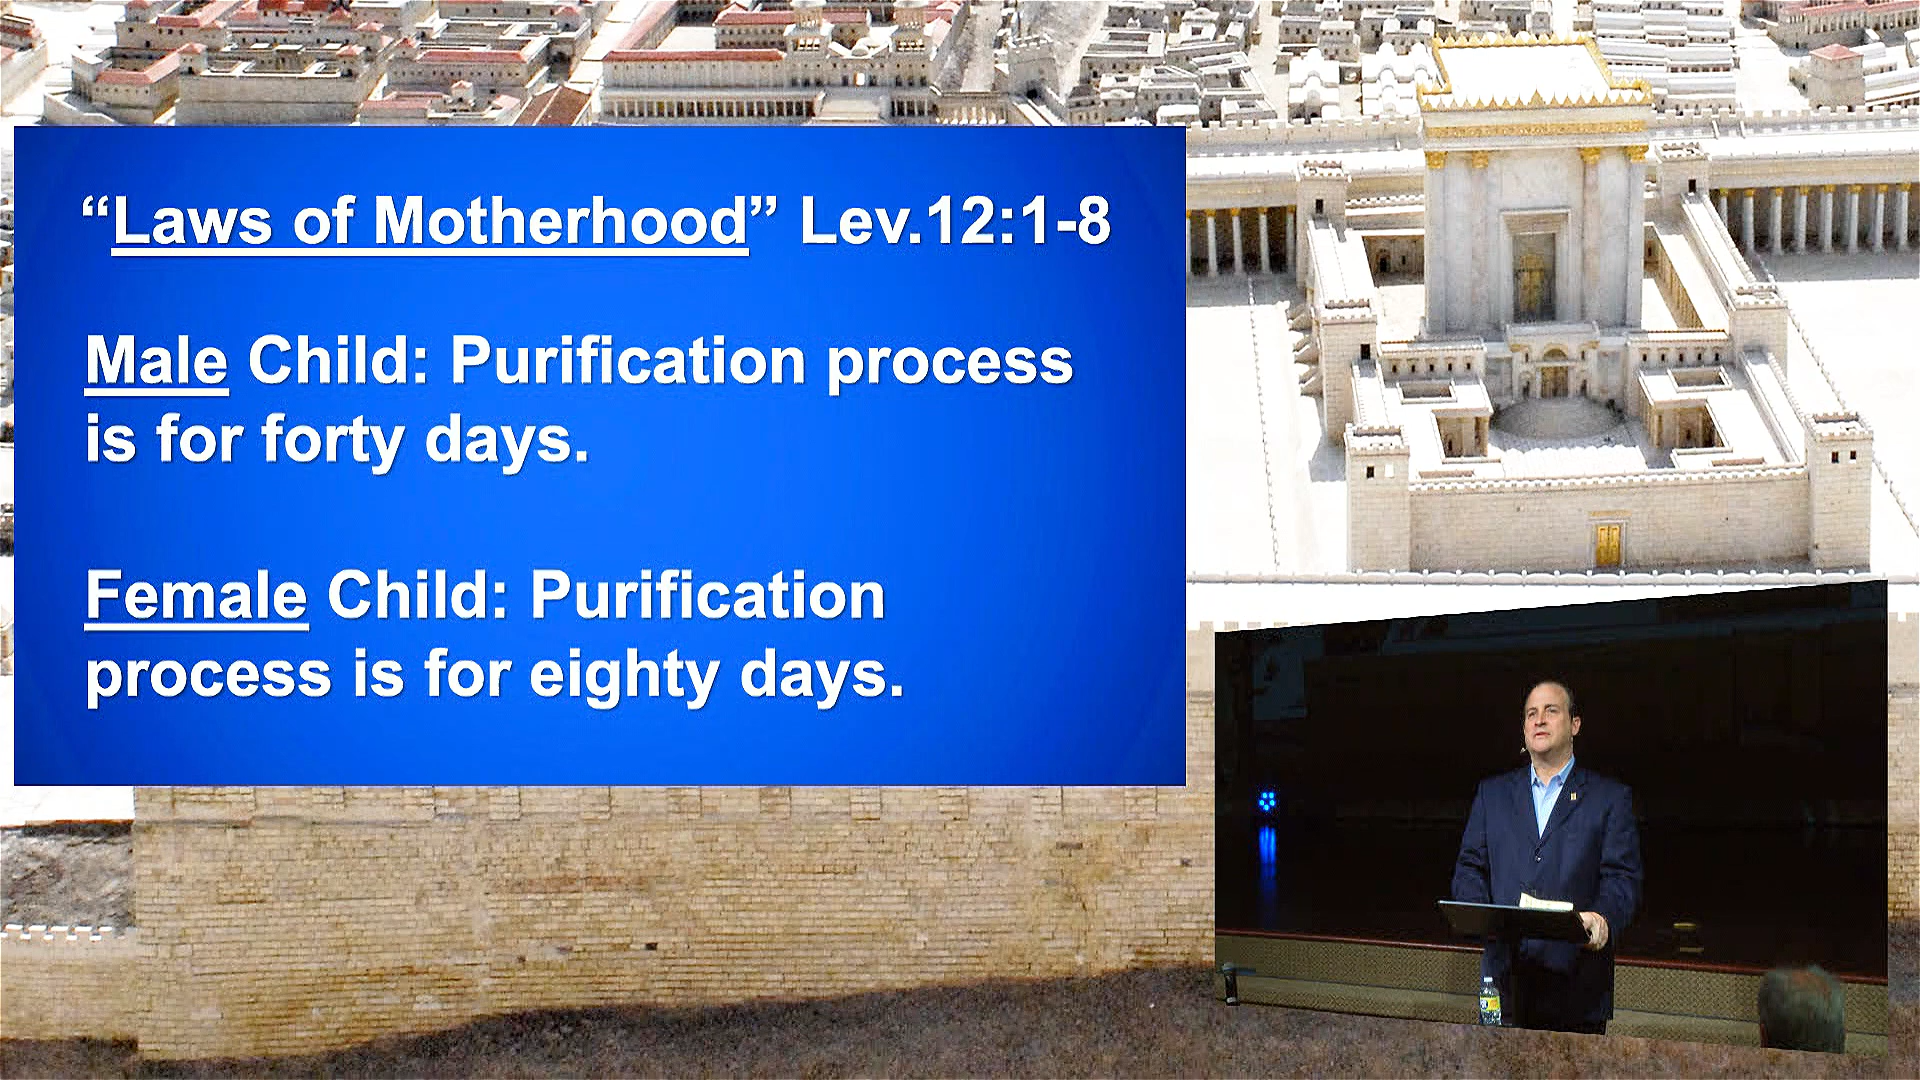 “Laws of Motherhood” Lev.12:1-8
Male Child: Purification process
is for forty days.
Female Child: Purification
process is for eighty days.